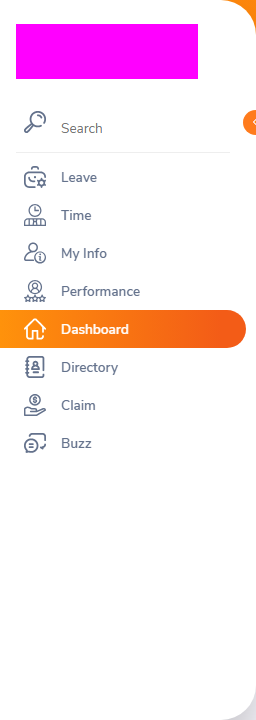 Search
Leave
Time
My Info
Performance
Dashboard
Directory
Claim
Buzz